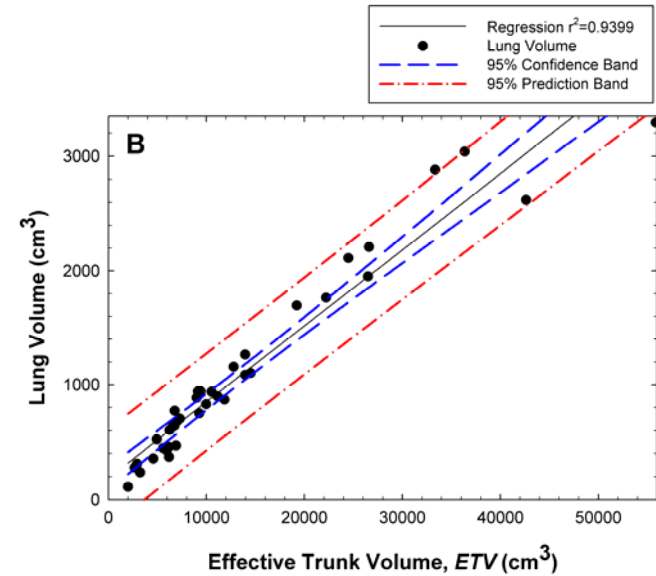 Regression r²=0.9399
Lung Volume
95% Confidence Band
95% Prediction Band
B
3000
2000
1000
0
Lung Volume (cm³)
0 10000 20000 30000 40000 50000
Effective Trunk Volume, ETV (cm³)